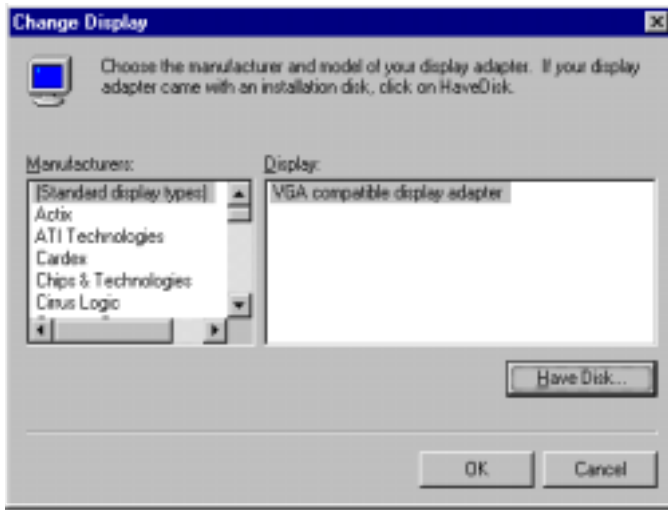 Change Display
Choose the manufacturer and model of your display adapter. If your display
adapter came with an installation disk, click on HaveDisk.
Manufacturers:
(Standard display types)
Actix
ATI Technologies
Cardex
Chips & Technologies
Cirrus Logic
Display:
VGA compatible display adapter
Have Disk...
OK
Cancel